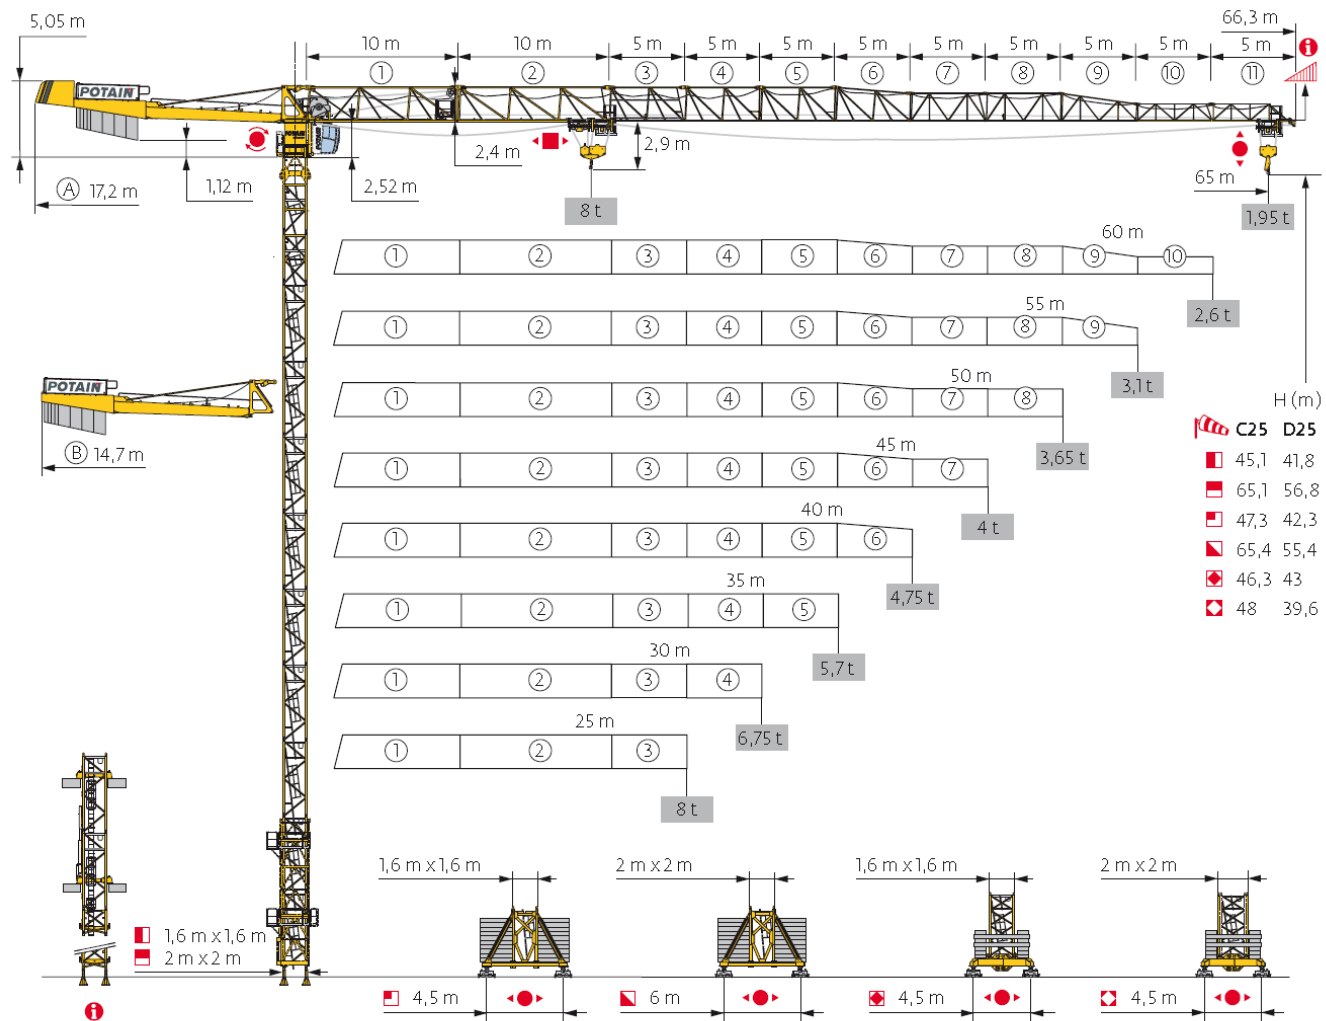 5,05 m
66,3 m
10 m 10 m 5 m 5 m 5 m 5 m 5 m 5 m 5 m 5 m 5 m
① ② ③ ④ ⑤ ⑥ ⑦ ⑧ ⑨ ⑩ ⑪
POTAIN
2,9 m
2,4 m
Ⓐ 17,2 m
1,12 m
2,52 m
65 m
8 t
1,95 t
60 m
① ② ③ ④ ⑤ ⑥ ⑦ ⑧ ⑨ ⑩
2,6 t
55 m
① ② ③ ④ ⑤ ⑥ ⑦ ⑧ ⑨
3,1 t
POTAIN
50 m
① ② ③ ④ ⑤ ⑥ ⑦ ⑧
3,65 t
Ⓑ 14,7 m
45 m
① ② ③ ④ ⑤ ⑥ ⑦
4 t
40 m
① ② ③ ④ ⑤ ⑥
4,75 t
35 m
① ② ③ ④ ⑤
5,7 t
30 m
① ② ③ ④
6,75 t
25 m
① ② ③
8 t
H (m)
C25 D25
45,1 41,8
65,1 56,8
47,3 42,3
65,4 55,4
46,3 43
48 39,6
1,6 m x 1,6 m
2 m x 2 m
1,6 m x 1,6 m
2 m x 2 m
1,6 m x 1,6 m
2 m x 2 m
4,5 m
6 m
4,5 m
4,5 m